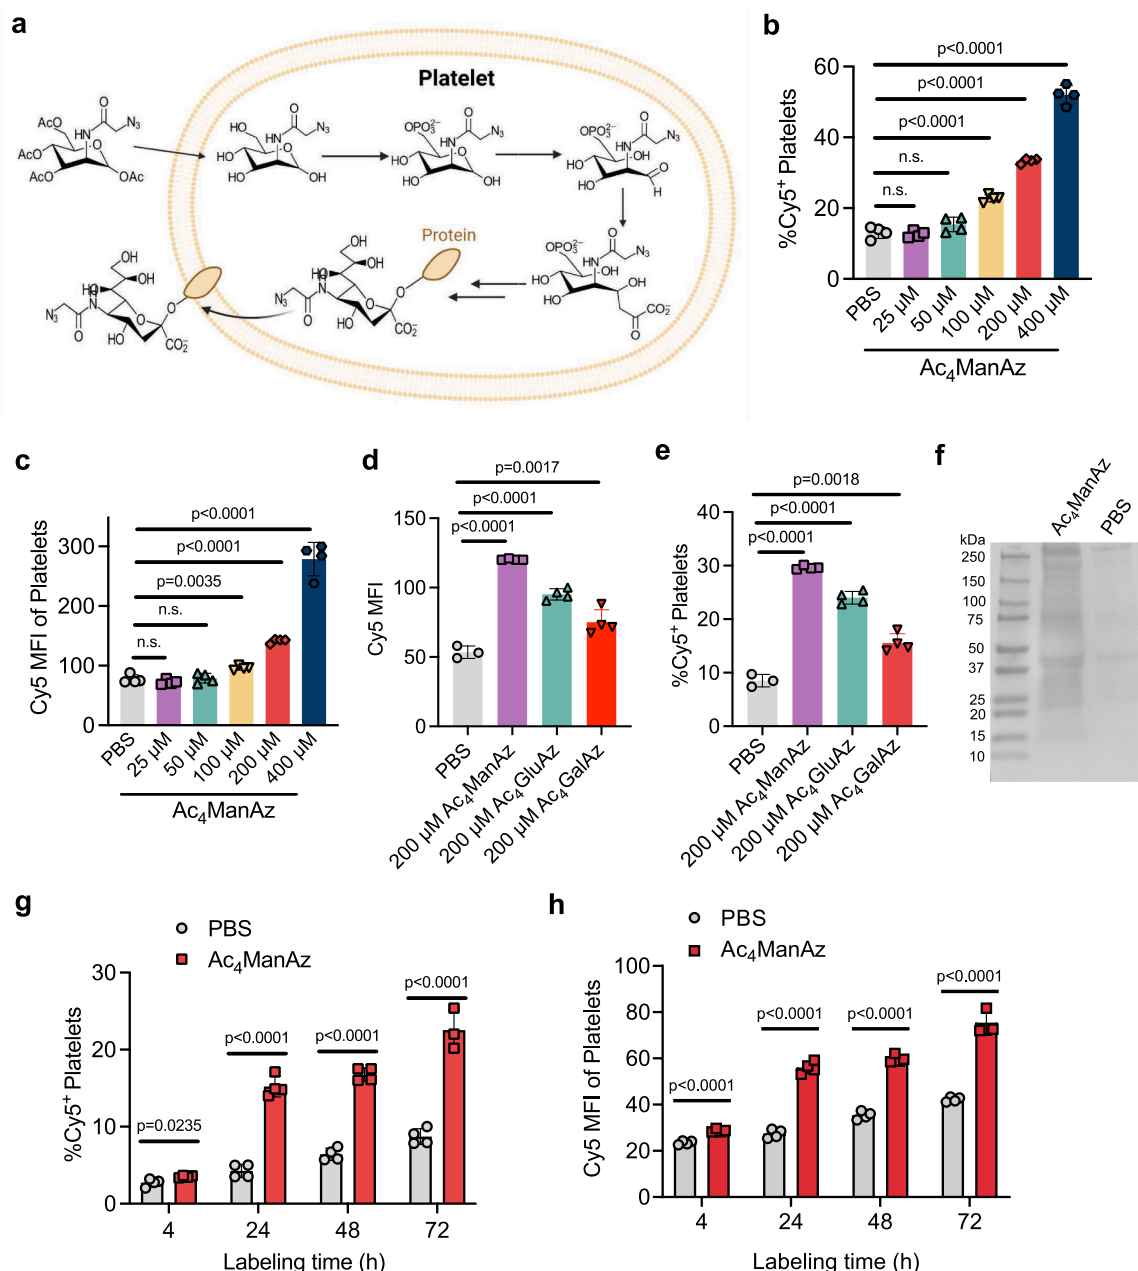 a
Platelet
AcO
O
HN
N₃
O
AcO
AcO
OAc
HO
O
HN
N₃
O
HO
HO
OH
OPO₃²⁻
O
HN
N₃
O
HO
HO
OH
OPO₃²⁻
O
HN
N₃
OH
HO
HO
O
H
OPO₃²⁻
O
HN
N₃
OH
HO
HO
OH
O
CO₂⁻
Protein
OH
HO
OH
H
N
N₃
O
O
O
HO
CO₂⁻
OH
HO
OH
H
N
N₃
O
O
O
HO
CO₂⁻
b
%Cy5⁺ Platelets
60
40
20
0
p<0.0001
p<0.0001
p<0.0001
n.s.
n.s.
PBS
25 µM
50 µM
100 µM
200 µM
400 µM
Ac₄ManAz
c
Cy5 MFI of Platelets
300
200
100
0
p<0.0001
p<0.0001
p=0.0035
n.s.
n.s.
PBS
25 µM
50 µM
100 µM
200 µM
400 µM
Ac₄ManAz
d
Cy5 MFI
150
100
50
0
p=0.0017
p<0.0001
p<0.0001
PBS
200 µM Ac₄ManAz
200 µM Ac₄GluAz
200 µM Ac₄GalAz
e
%Cy5⁺ Platelets
40
30
20
10
0
p=0.0018
p<0.0001
p<0.0001
PBS
200 µM Ac₄ManAz
200 µM Ac₄GluAz
200 µM Ac₄GalAz
f
Ac₄ManAz
PBS
kDa
250
150
100
75
50
37
25
20
15
10
g
PBS
Ac₄ManAz
%Cy5⁺ Platelets
30
20
10
0
p=0.0235
p<0.0001
p<0.0001
p<0.0001
4
24
48
72
Labeling time (h)
h
PBS
Ac₄ManAz
Cy5 MFI of Platelets
100
80
60
40
20
0
p<0.0001
p<0.0001
p<0.0001
p<0.0001
4
24
48
72
Labeling time (h)